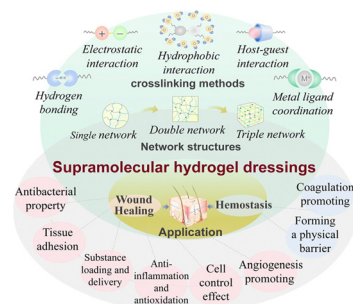 Electrostatic
interaction
Hydrophobic
interaction
Host-guest
interaction
crosslinking methods
Hydrogen
bonding
Metal ligand
coordination
Single network
Double network
Triple network
Network structures
Supramolecular hydrogel dressings
Antibacterial
property
Wound
Healing
Hemostasis
Coagulation
promoting
Application
Tissue
adhesion
Forming
a physical
barrier
Substance
loading and
delivery
Anti-
inflammation
and
antioxidation
Cell
control
effect
Angiogenesis
promoting